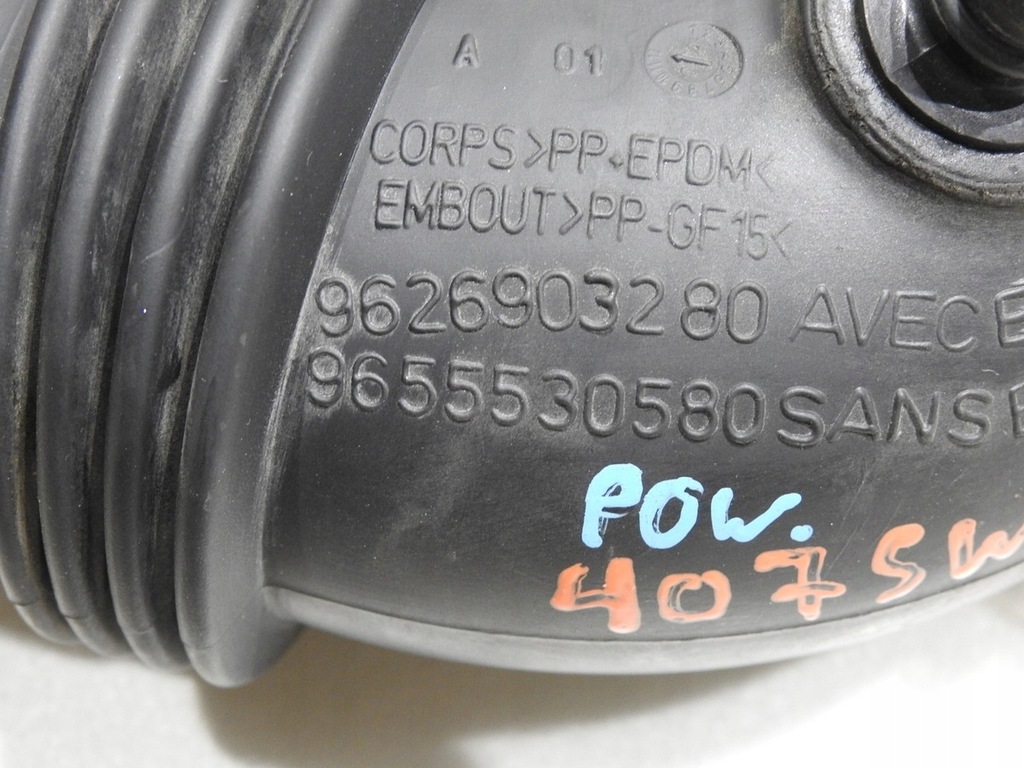 A 01
CORPS>PP+EPDM<
EMBOUT>PP-GF15<
9626903280 AVEC
9655530580 SANS
POW.
407 SW